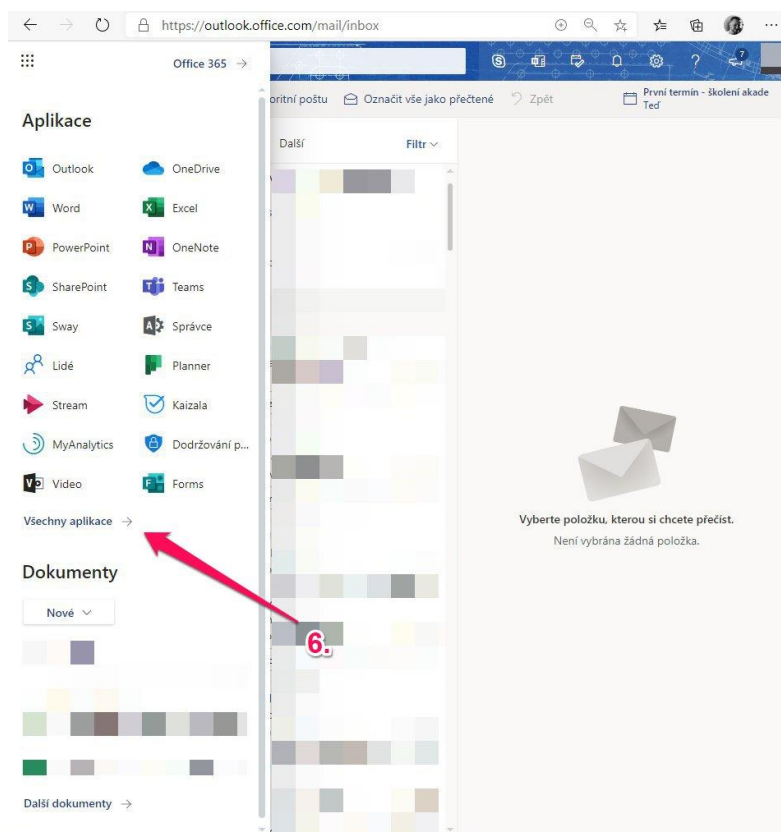 https://outlook.office.com/mail/inbox
Office 365 →
7
oritní poštu Označit vše jako přečtené Zpět První termín - školení akade
Teď
Aplikace
Další Filtr
Outlook OneDrive
Word Excel
PowerPoint OneNote
SharePoint Teams
Sway Správce
Lidé Planner
Stream Kaizala
MyAnalytics Dodržování p...
Video Forms
Všechny aplikace →
Vyberte položku, kterou si chcete přečíst.
Není vybrána žádná položka.
Dokumenty
Nové
6.
Další dokumenty →